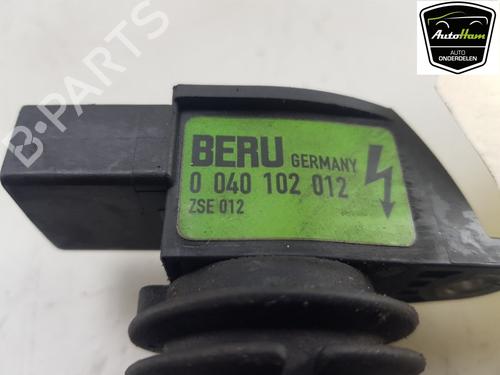 AutoHam
AUTO
ONDERDELEN
B-PARTS
BERU GERMANY
0 040 102 012
ZSE 012